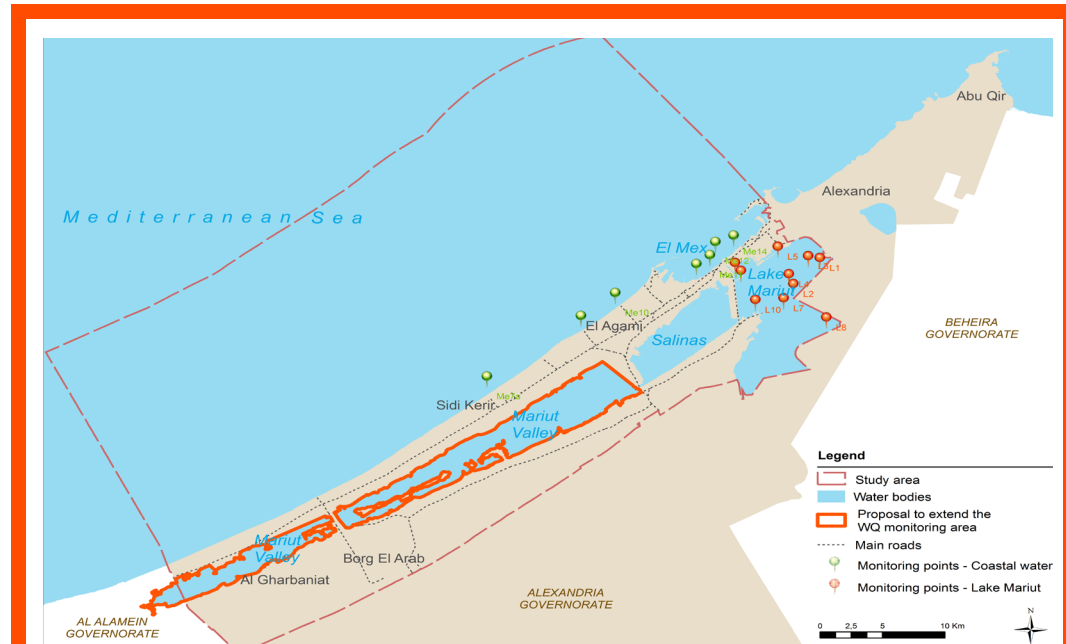 Abu Qir
Alexandria
Mediterranean Sea
El Mex
Me14
L5
L1
Lake
Mariut
L2
L10
L7
L8
Me10
El Agami
Salinas
BEHEIRA
GOVERNORATE
Sidi Kerir
Mariut
Valley
Mariut
Valley
Borg El Arab
Al Gharbaniat
ALEXANDRIA
GOVERNORATE
AL ALAMEIN
GOVERNORATE
Legend
Study area
Water bodies
Proposal to extend the
WQ monitoring area
Main roads
Monitoring points - Coastal water
Monitoring points - Lake Mariut
0 2,5 5 10 Km
N